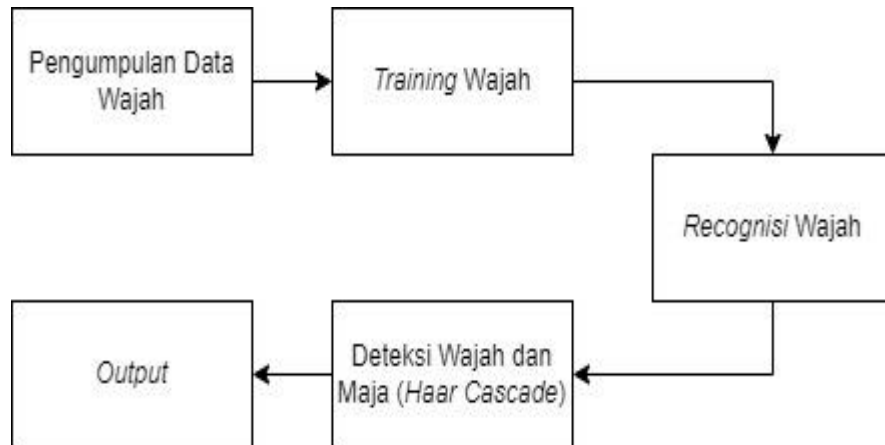 Pengumpulan Data
Wajah
Training Wajah
Recognisi Wajah
Deteksi Wajah dan
Maja (Haar Cascade)
Output